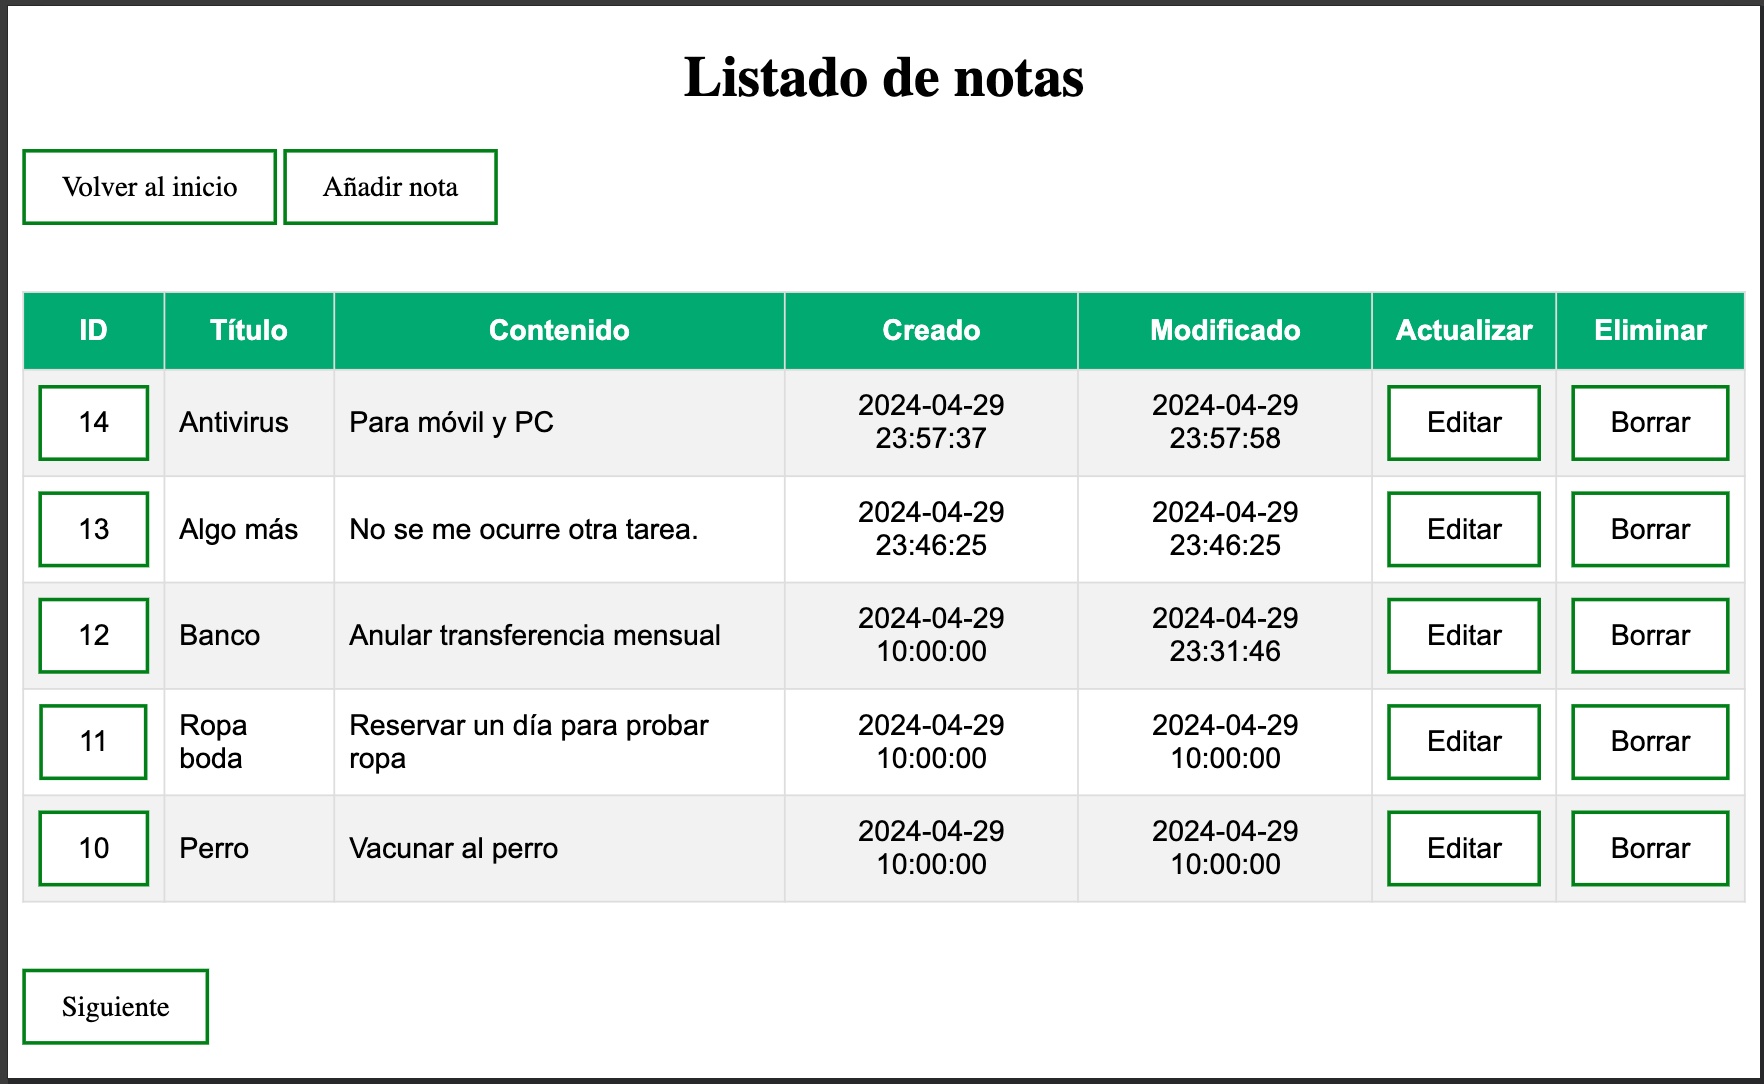 Listado de notas
Volver al inicio Añadir nota
ID Título Contenido Creado Modificado Actualizar Eliminar
14 Antivirus Para móvil y PC 2024-04-29 23:57:37 2024-04-29 23:57:58 Editar Borrar
13 Algo más No se me ocurre otra tarea. 2024-04-29 23:46:25 2024-04-29 23:46:25 Editar Borrar
12 Banco Anular transferencia mensual 2024-04-29 10:00:00 2024-04-29 23:31:46 Editar Borrar
11 Ropa boda Reservar un día para probar ropa 2024-04-29 10:00:00 2024-04-29 10:00:00 Editar Borrar
10 Perro Vacunar al perro 2024-04-29 10:00:00 2024-04-29 10:00:00 Editar Borrar
Siguiente